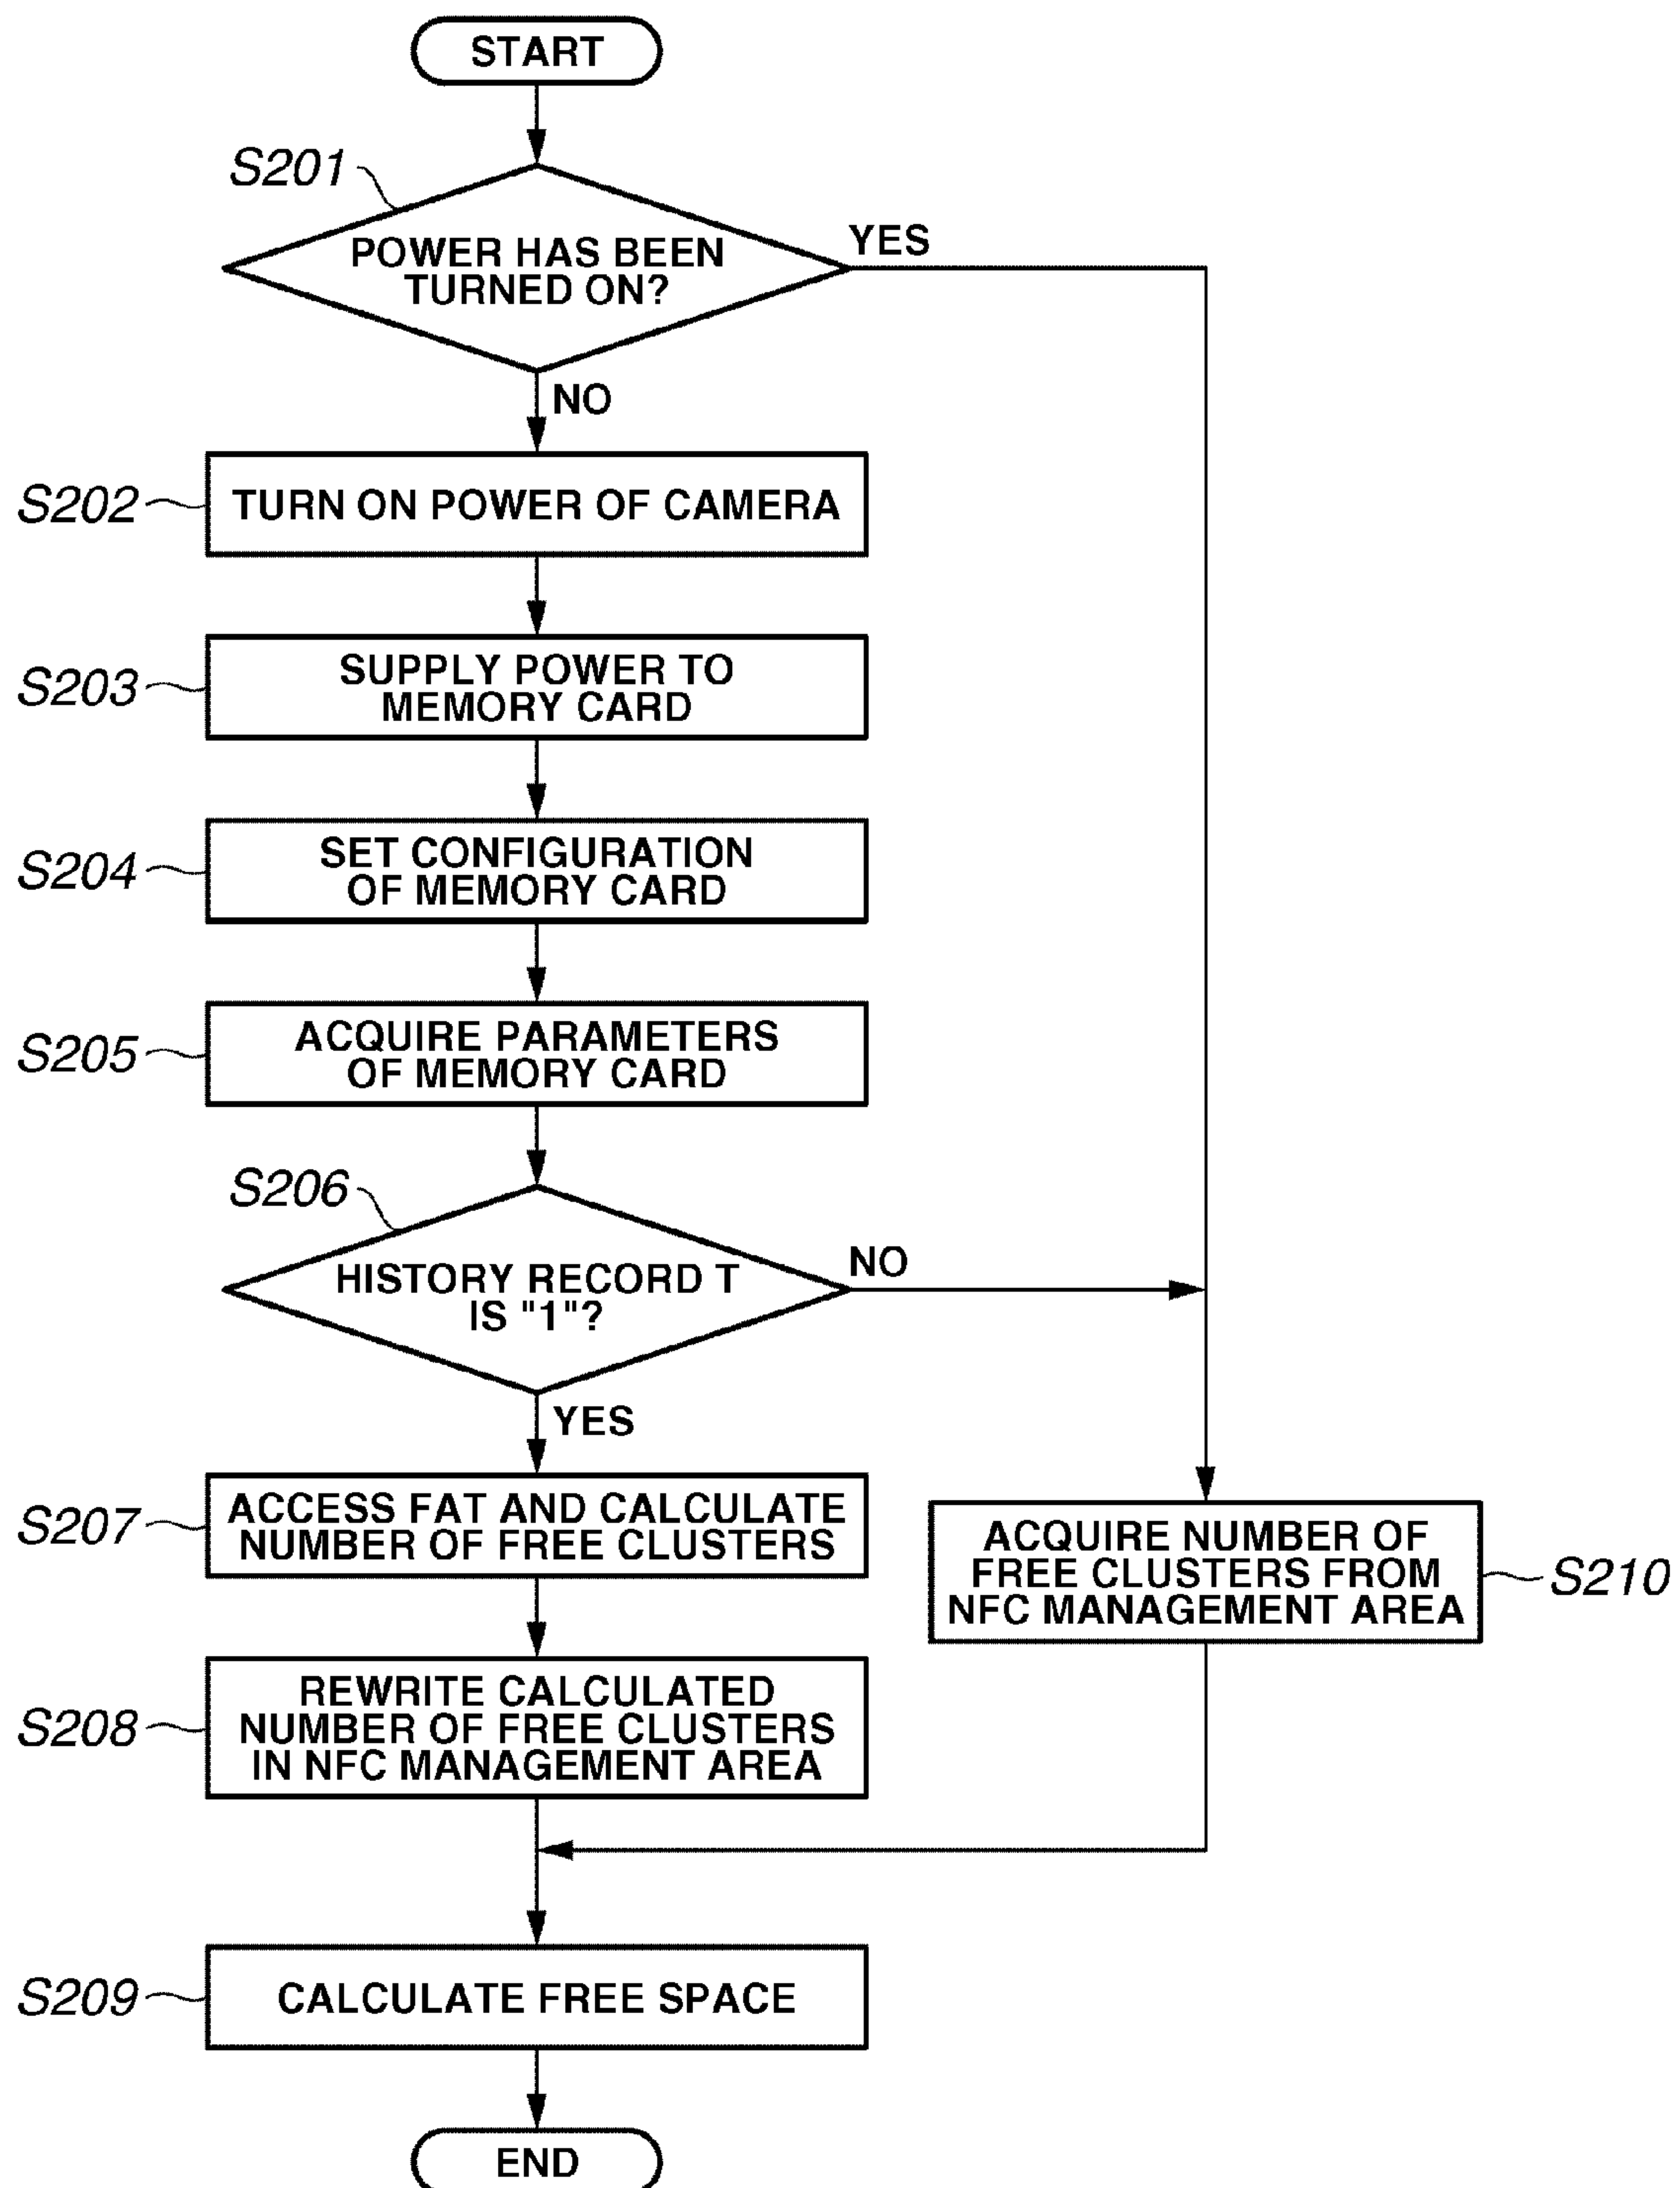 START
S201
POWER HAS BEEN
TURNED ON?
YES
NO
S202
TURN ON POWER OF CAMERA
S203
SUPPLY POWER TO
MEMORY CARD
S204
SET CONFIGURATION
OF MEMORY CARD
S205
ACQUIRE PARAMETERS
OF MEMORY CARD
S206
HISTORY RECORD T
IS "1"?
NO
YES
S207
ACCESS FAT AND CALCULATE
NUMBER OF FREE CLUSTERS
ACQUIRE NUMBER OF
FREE CLUSTERS FROM
NFC MANAGEMENT AREA
S210
S208
REWRITE CALCULATED
NUMBER OF FREE CLUSTERS
IN NFC MANAGEMENT AREA
S209
CALCULATE FREE SPACE
END